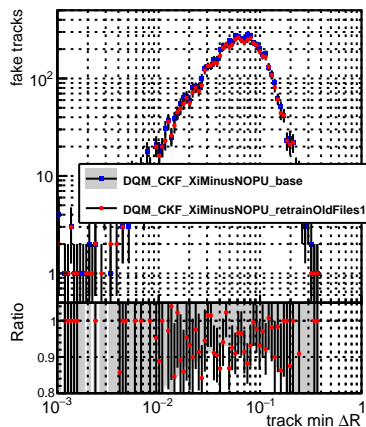 fake tracks
10²
10
1
DQM_CKF_XiMinusNOPU_base
DQM_CKF_XiMinusNOPU_retrainOldFiles1
Ratio
1
0.9
0.8
10⁻³ 10⁻² 10⁻¹ 1
track min ΔR